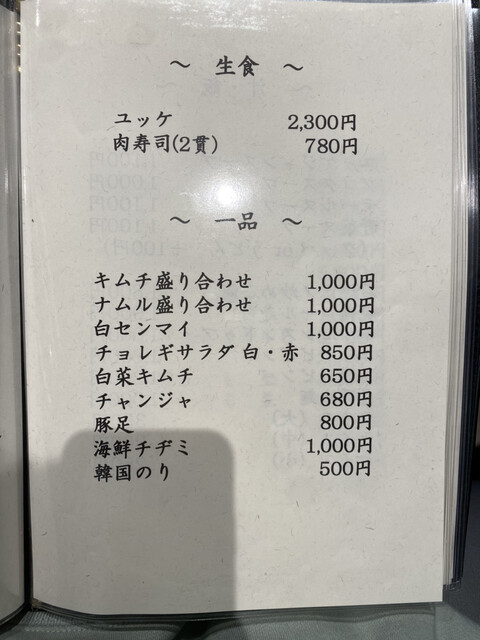 ～ 生食 ～
ユッケ 2,300円
肉寿司(2貫) 780円
～ 一品 ～
キムチ盛り合わせ 1,000円
ナムル盛り合わせ 1,000円
白センマイ 1,000円
チョレギサラダ 白・赤 850円
白菜キムチ 650円
チャンジャ 680円
豚足 800円
海鮮チヂミ 1,000円
韓国のり 500円